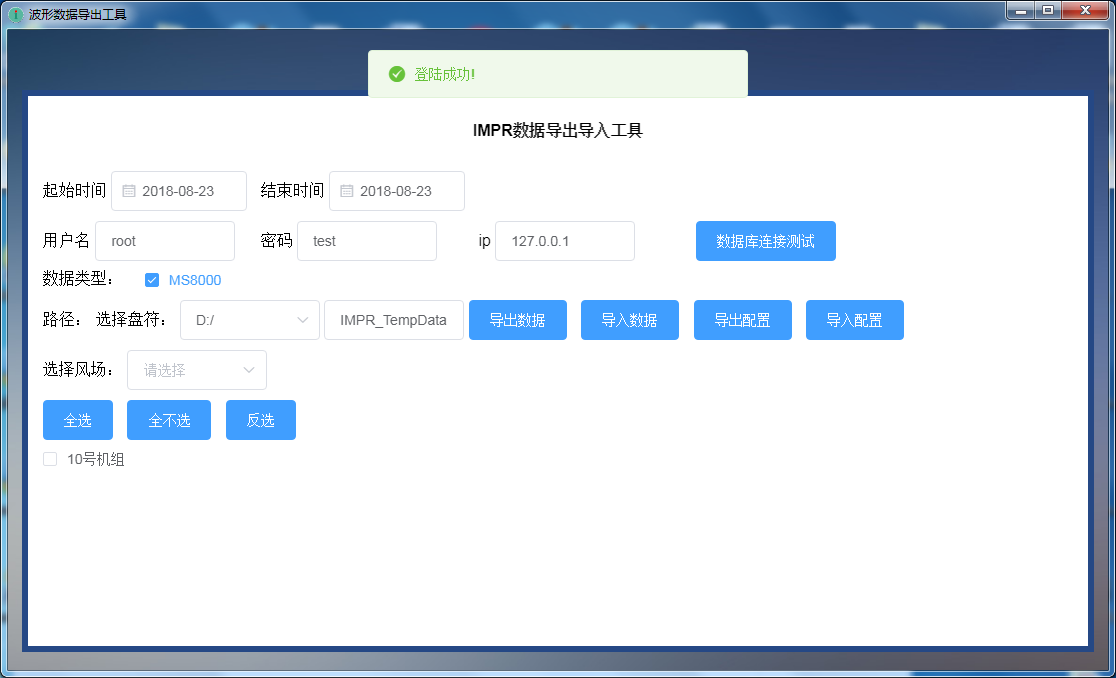 波形数据导出工具
登陆成功!
IMPR数据导出导入工具
起始时间 2018-08-23 结束时间 2018-08-23
用户名 root 密码 test ip 127.0.0.1 数据库连接测试
数据类型： MS8000
路径： 选择盘符： D:/ IMPR_TempData 导出数据 导入数据 导出配置 导入配置
选择风场： 请选择
全选 全不选 反选
10号机组